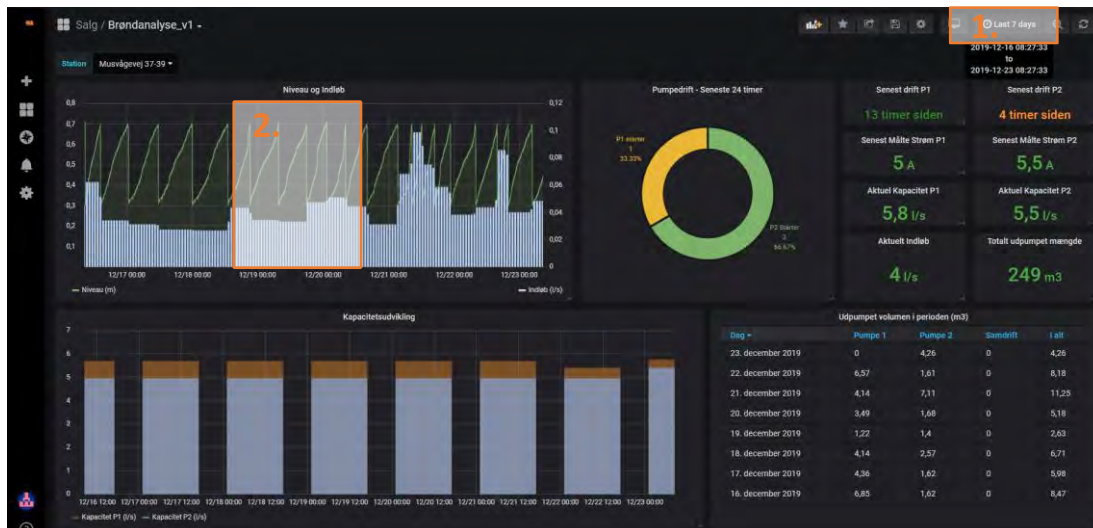 Salg / Brøndanalyse_v1
1.
Last 7 days
2019-12-16 08:27:33
to
2019-12-23 08:27:33
Station Musvågevej 37-39
Niveau og Indløb
0,8
0,7
0,6
0,5
0,4
0,3
0,2
0,1
0,12
0,1
0,08
0,06
0,04
0,02
0
2.
12/17 00:00 12/18 00:00 12/19 00:00 12/20 00:00 12/21 00:00 12/22 00:00 12/23 00:00
Niveau (m)
Indløb (l/s)
Pumpedrift - Seneste 24 timer
P1 starter
1
33.33%
P2 Starter
2
66.67%
Senest drift P1
13 timer siden
Senest drift P2
4 timer siden
Senest Målte Strøm P1
5 A
Senest Målte Strøm P2
5,5 A
Aktuel Kapacitet P1
5,8 l/s
Aktuel Kapacitet P2
5,5 l/s
Aktuelt Indløb
4 l/s
Totalt udpumpet mængde
249 m3
Kapacitetsudvikling
7
6
5
4
3
2
1
0
12/16 12:00 12/17 00:00 12/17 12:00 12/18 00:00 12/18 12:00 12/19 00:00 12/19 12:00 12/20 00:00 12/20 12:00 12/21 00:00 12/21 12:00 12/22 00:00 12/22 12:00 12/23 00:00
Kapacitet P1 (l/s) Kapacitet P2 (l/s)
Udpumpet volumen i perioden (m3)
Dag Pumpe 1 Pumpe 2 Samdrift I alt
23. december 2019 0 4,26 0 4,26
22. december 2019 6,57 1,61 0 8,18
21. december 2019 4,14 7,11 0 11,25
20. december 2019 3,49 1,68 0 5,18
19. december 2019 1,22 1,4 0 2,63
18. december 2019 4,14 2,57 0 6,71
17. december 2019 4,36 1,62 0 5,98
16. december 2019 6,85 1,62 0 8,47